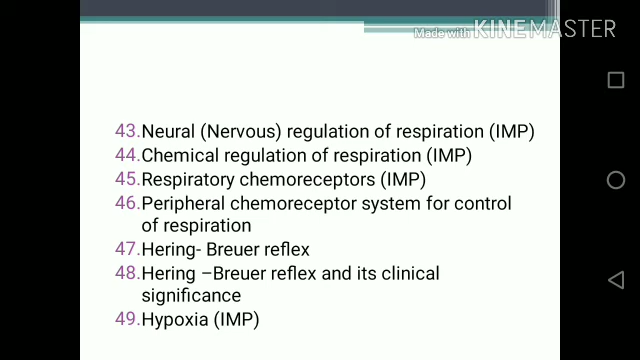 Made with KINEMASTER
43.Neural (Nervous) regulation of respiration (IMP)
44.Chemical regulation of respiration (IMP)
45.Respiratory chemoreceptors (IMP)
46.Peripheral chemoreceptor system for control
of respiration
47.Hering- Breuer reflex
48.Hering –Breuer reflex and its clinical
significance
49.Hypoxia (IMP)